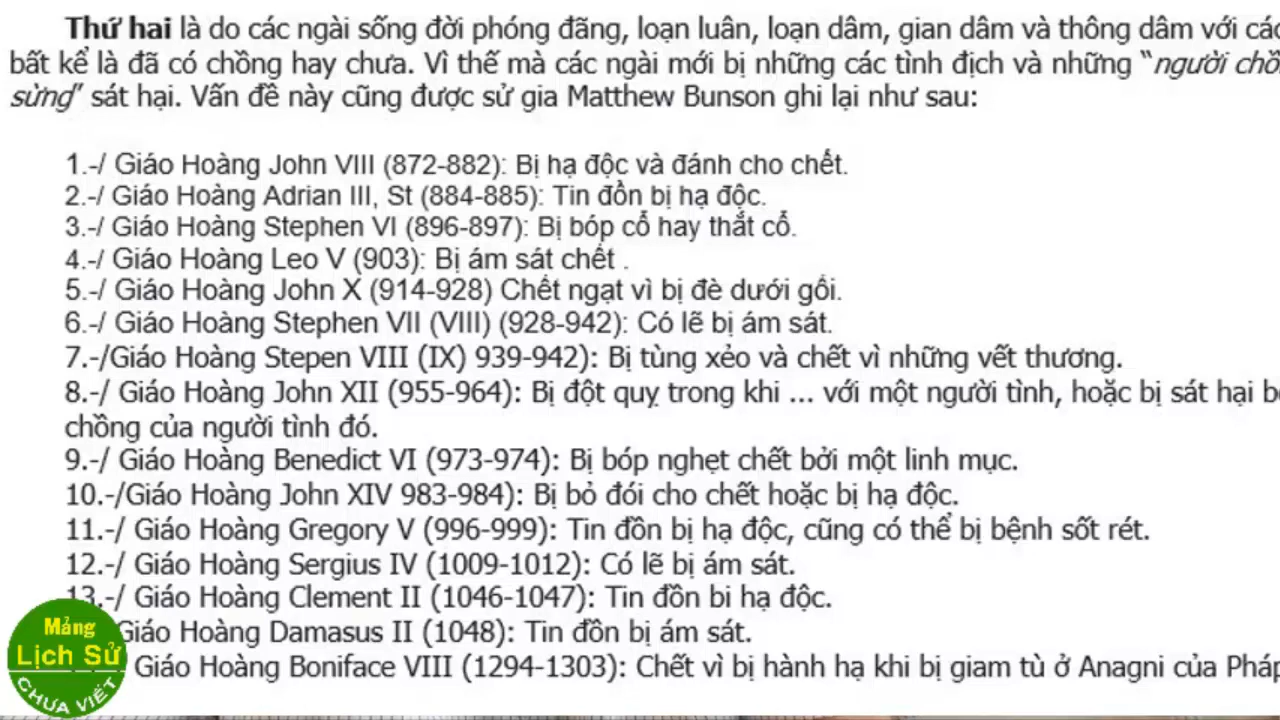 Thứ hai là do các ngài sống đời phóng đãng, loạn luân, loạn dâm, gian dâm và thông dâm với các
bất kể là đã có chồng hay chưa. Vì thế mà các ngài mới bị những các tình địch và những “người
sừng” sát hại. Vấn đề này cũng được sử gia Matthew Bunson ghi lại như sau:
1.-/ Giáo Hoàng John VIII (872-882): Bị hạ độc và đánh cho chết.
2.-/ Giáo Hoàng Adrian III, St (884-885): Tin đồn bị hạ độc.
3.-/ Giáo Hoàng Stephen VI (896-897): Bị bóp cổ hay thắt cổ.
4.-/ Giáo Hoàng Leo V (903): Bị ám sát chết .
5.-/ Giáo Hoàng John X (914-928) Chết ngạt vì bị đè dưới gối.
6.-/ Giáo Hoàng Stephen VII (VIII) (928-942): Có lẽ bị ám sát.
7.-/Giáo Hoàng Stepen VIII (IX) 939-942): Bị tùng xẻo và chết vì những vết thương.
8.-/ Giáo Hoàng John XII (955-964): Bị đột quỵ trong khi ... với một người tình, hoặc bị sát hại
chồng của người tình đó.
9.-/ Giáo Hoàng Benedict VI (973-974): Bị bóp nghẹt chết bởi một linh mục.
10.-/Giáo Hoàng John XIV 983-984): Bị bỏ đói cho chết hoặc bị hạ độc.
11.-/ Giáo Hoàng Gregory V (996-999): Tin đồn bị hạ độc, cũng có thể bị bệnh sốt rét.
12.-/ Giáo Hoàng Sergius IV (1009-1012): Có lẽ bị ám sát.
13.-/ Giáo Hoàng Clement II (1046-1047): Tin đồn bi hạ độc.
Giáo Hoàng Damasus II (1048): Tin đồn bị ám sát.
Giáo Hoàng Boniface VIII (1294-1303): Chết vì bị hành hạ khi bị giam tù ở Anagni của Pháp
Mảng
Lịch Sử
CHƯA VIẾT